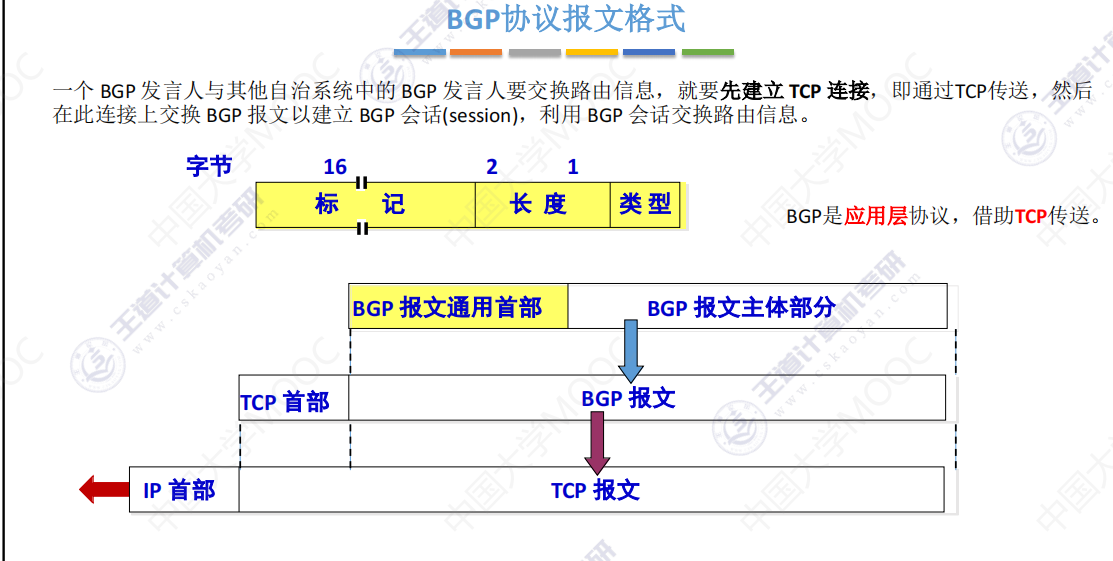 BGP协议报文格式
一个 BGP 发言人与其他自治系统中的 BGP 发言人要交换路由信息，就要先建立 TCP 连接，即通过TCP传送，然后
在此连接上交换 BGP 报文以建立 BGP 会话(session)，利用 BGP 会话交换路由信息。
字节 16 2 1
标 记 长 度 类 型
BGP是应用层协议，借助TCP传送。
BGP 报文通用首部 BGP 报文主体部分
TCP 首部 BGP 报文
IP 首部 TCP 报文
中国大学MOOC
王道计算机考研
www.cskaoyan.com